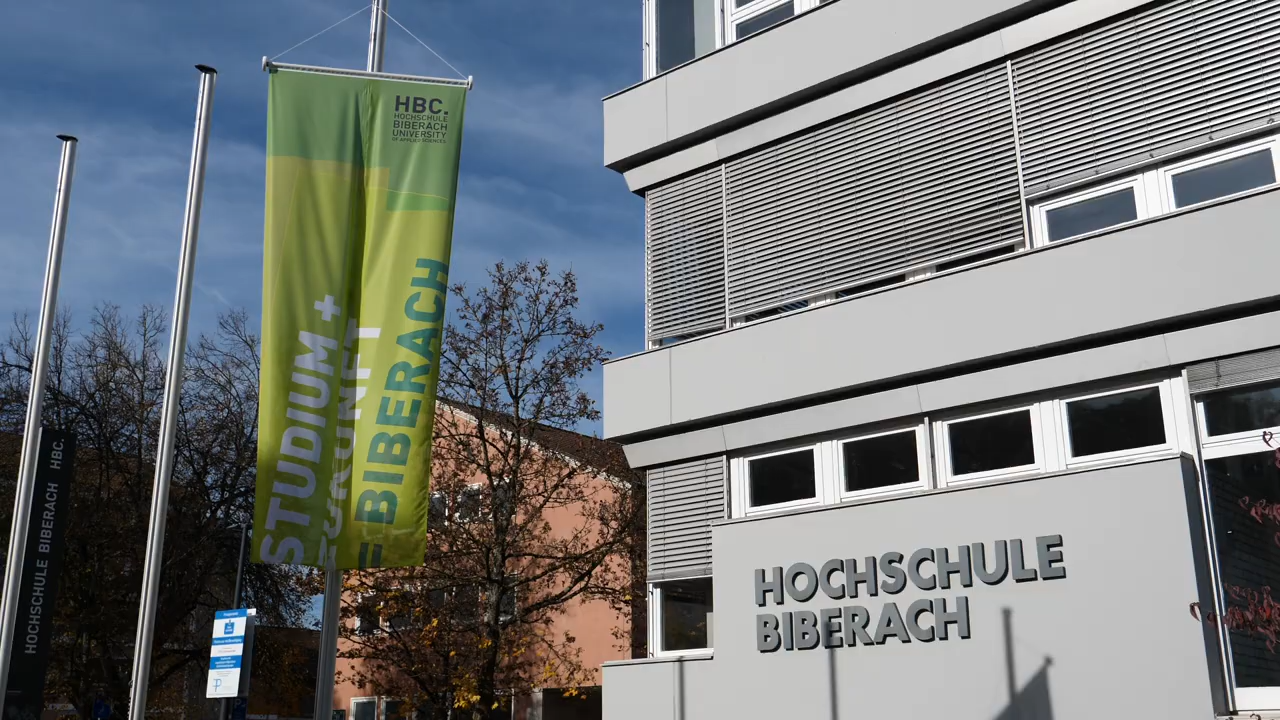 HBC.
HOCHSCHULE
BIBERACH
UNIVERSITY
OF APPLIED SCIENCES
STUDIUM +
ZUKUNFT
= BIBERACH
HOCHSCHULE BIBERACH HBC.
HOCHSCHULE
BIBERACH